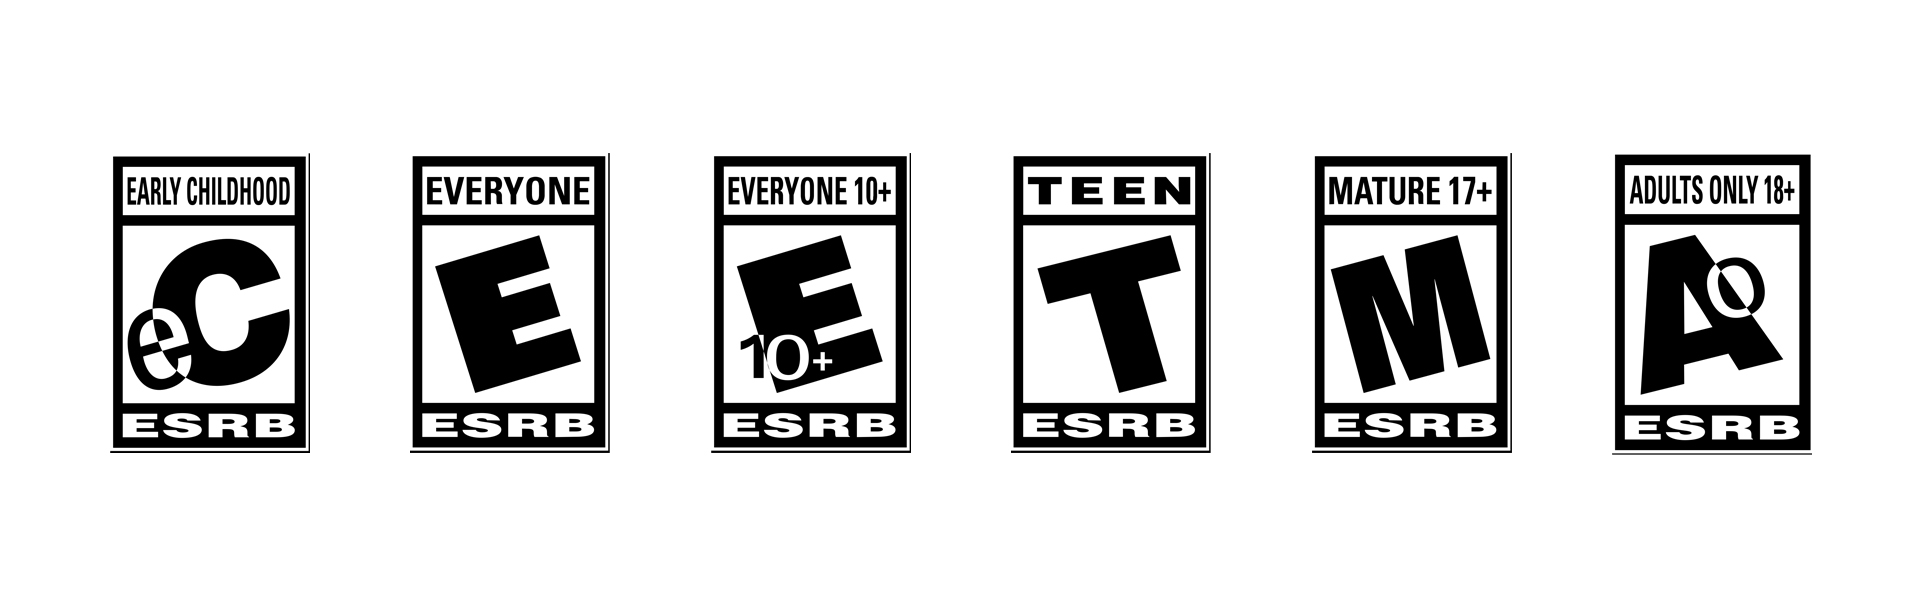 EARLY CHILDHOOD
eC
ESRB
EVERYONE
E
ESRB
EVERYONE 10+
E
10+
ESRB
TEEN
T
ESRB
MATURE 17+
M
ESRB
ADULTS ONLY 18+
Ao
ESRB